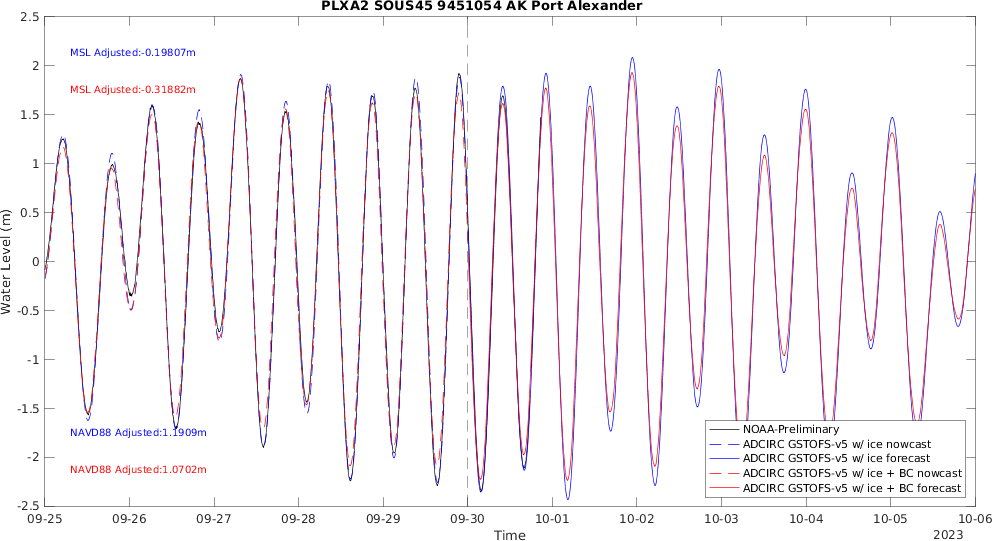 PLXA2 SOUS45 9451054 AK Port Alexander
2.5
2
1.5
1
0.5
0
-0.5
-1
-1.5
-2
-2.5
Water Level (m)
MSL Adjusted:-0.19807m
MSL Adjusted:-0.31882m
NAVD88 Adjusted:1.1909m
NAVD88 Adjusted:1.0702m
NOAA-Preliminary
ADCIRC GSTOFS-v5 w/ ice nowcast
ADCIRC GSTOFS-v5 w/ ice forecast
ADCIRC GSTOFS-v5 w/ ice + BC nowcast
ADCIRC GSTOFS-v5 w/ ice + BC forecast
09-25 09-26 09-27 09-28 09-29 09-30 10-01 10-02 10-03 10-04 10-05 10-06
Time
2023